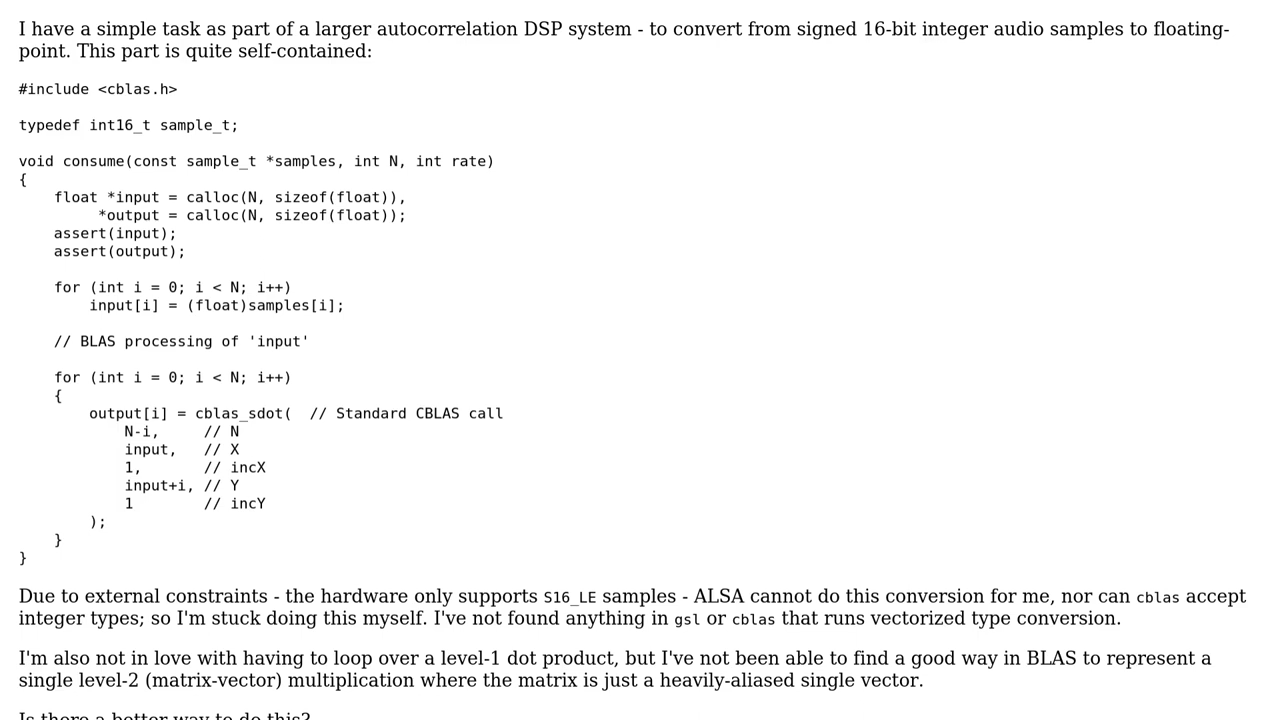 I have a simple task as part of a larger autocorrelation DSP system - to convert from signed 16-bit integer audio samples to floating-
point. This part is quite self-contained:
#include <cblas.h>
typedef int16_t sample_t;
void consume(const sample_t *samples, int N, int rate)
{
    float *input = calloc(N, sizeof(float)),
         *output = calloc(N, sizeof(float));
    assert(input);
    assert(output);
    for (int i = 0; i < N; i++)
        input[i] = (float)samples[i];
    // BLAS processing of 'input'
    for (int i = 0; i < N; i++)
    {
        output[i] = cblas_sdot(  // Standard CBLAS call
            N-i,     // N
            input,   // X
            1,       // incX
            input+i, // Y
            1        // incY
        );
    }
}
Due to external constraints - the hardware only supports S16_LE samples - ALSA cannot do this conversion for me, nor can cblas accept
integer types; so I'm stuck doing this myself. I've not found anything in gsl or cblas that runs vectorized type conversion.
I'm also not in love with having to loop over a level-1 dot product, but I've not been able to find a good way in BLAS to represent a
single level-2 (matrix-vector) multiplication where the matrix is just a heavily-aliased single vector.
Is there a better way to do this?